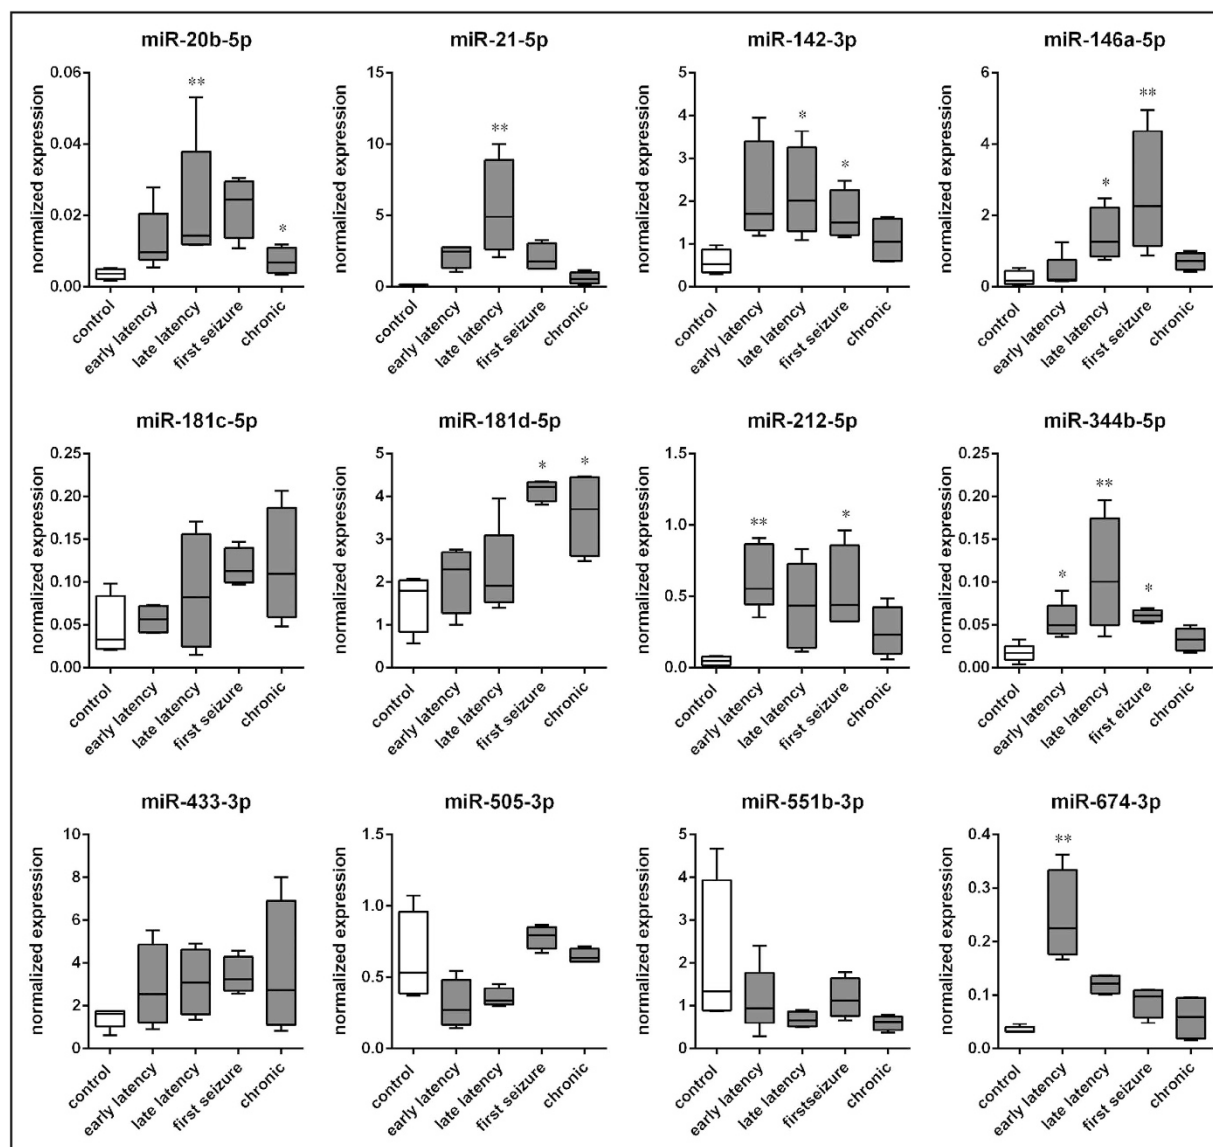 miR-20b-5p miR-21-5p miR-142-3p miR-146a-5p
normalized expression
0.06
0.04
0.02
0.00
**
*
control
early latency
late latency
first seizure
chronic
normalized expression
15
10
5
0
**
control
early latency
late latency
first seizure
chronic
normalized expression
5
4
3
2
1
0
*
*
control
early latency
late latency
first seizure
chronic
normalized expression
6
4
2
0
*
**
control
early latency
late latency
first seizure
chronic
miR-181c-5p miR-181d-5p miR-212-5p miR-344b-5p
normalized expression
0.25
0.20
0.15
0.10
0.05
0.00
control
early latency
late latency
first seizure
chronic
normalized expression
5
4
3
2
1
0
*
*
control
early latency
late latency
first seizure
chronic
normalized expression
1.5
1.0
0.5
0.0
**
*
control
early latency
late latency
first seizure
chronic
normalized expression
0.25
0.20
0.15
0.10
0.05
0.00
*
**
*
control
early latency
late latency
first eizure
chronic
miR-433-3p miR-505-3p miR-551b-3p miR-674-3p
normalized expression
10
8
6
4
2
0
control
early latency
late latency
first seizure
chronic
normalized expression
1.5
1.0
0.5
0.0
control
early latency
late latency
first seizure
chronic
normalized expression
5
4
3
2
1
0
control
early latency
late latency
firstseizure
chronic
normalized expression
0.4
0.3
0.2
0.1
0.0
**
control
early latency
late latency
first seizure
chronic